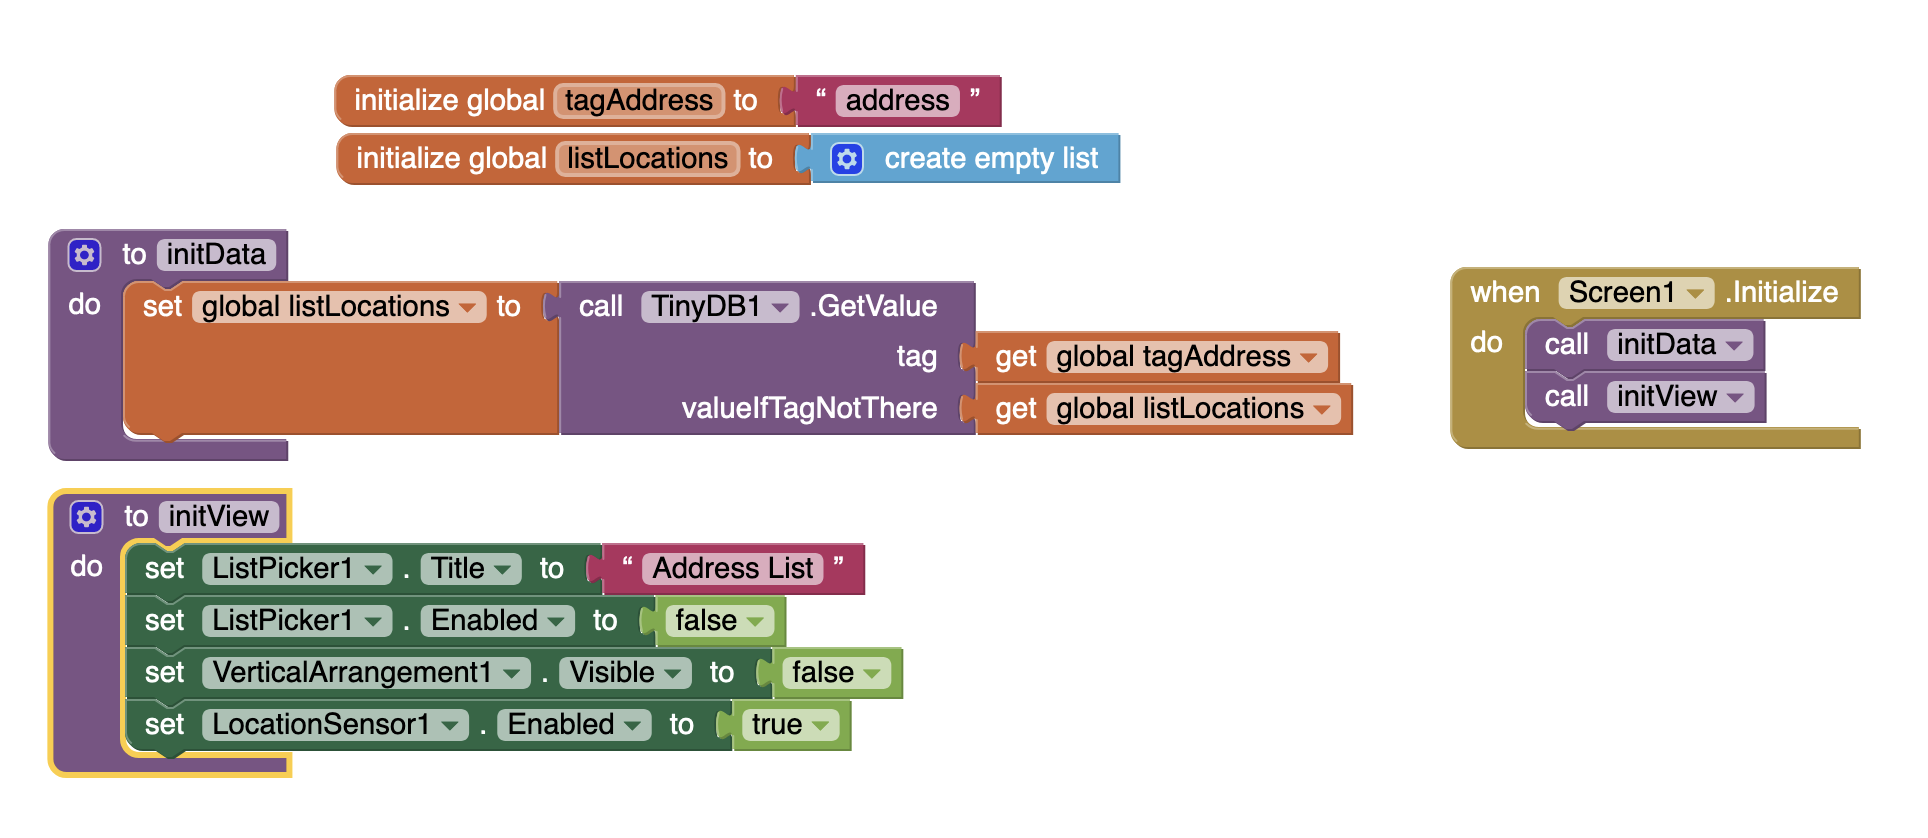 initialize global tagAddress to “ address ”
initialize global listLocations to create empty list
to initData
do set global listLocations to call TinyDB1 .GetValue
tag get global tagAddress
valueIfTagNotThere get global listLocations
when Screen1 .Initialize
do call initData
call initView
to initView
do set ListPicker1 . Title to “ Address List ”
set ListPicker1 . Enabled to false
set VerticalArrangement1 . Visible to false
set LocationSensor1 . Enabled to true